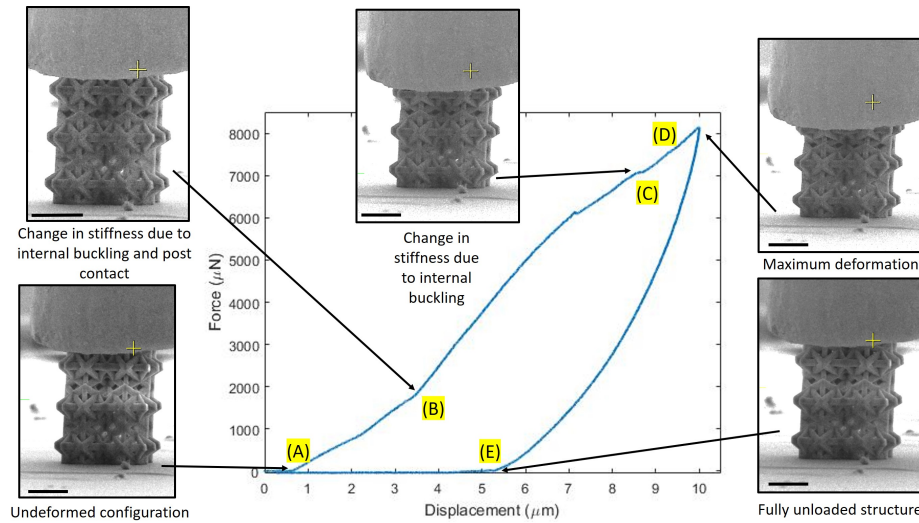 Change in stiffness due to
internal buckling and post
contact
Change in
stiffness due
to internal
buckling
Maximum deformation
Undeformed configuration
Fully unloaded structure
(A)
(B)
(C)
(D)
(E)
Force (μN)
8000
7000
6000
5000
4000
3000
2000
1000
0
0 1 2 3 4 5 6 7 8 9 10
Displacement (μm)